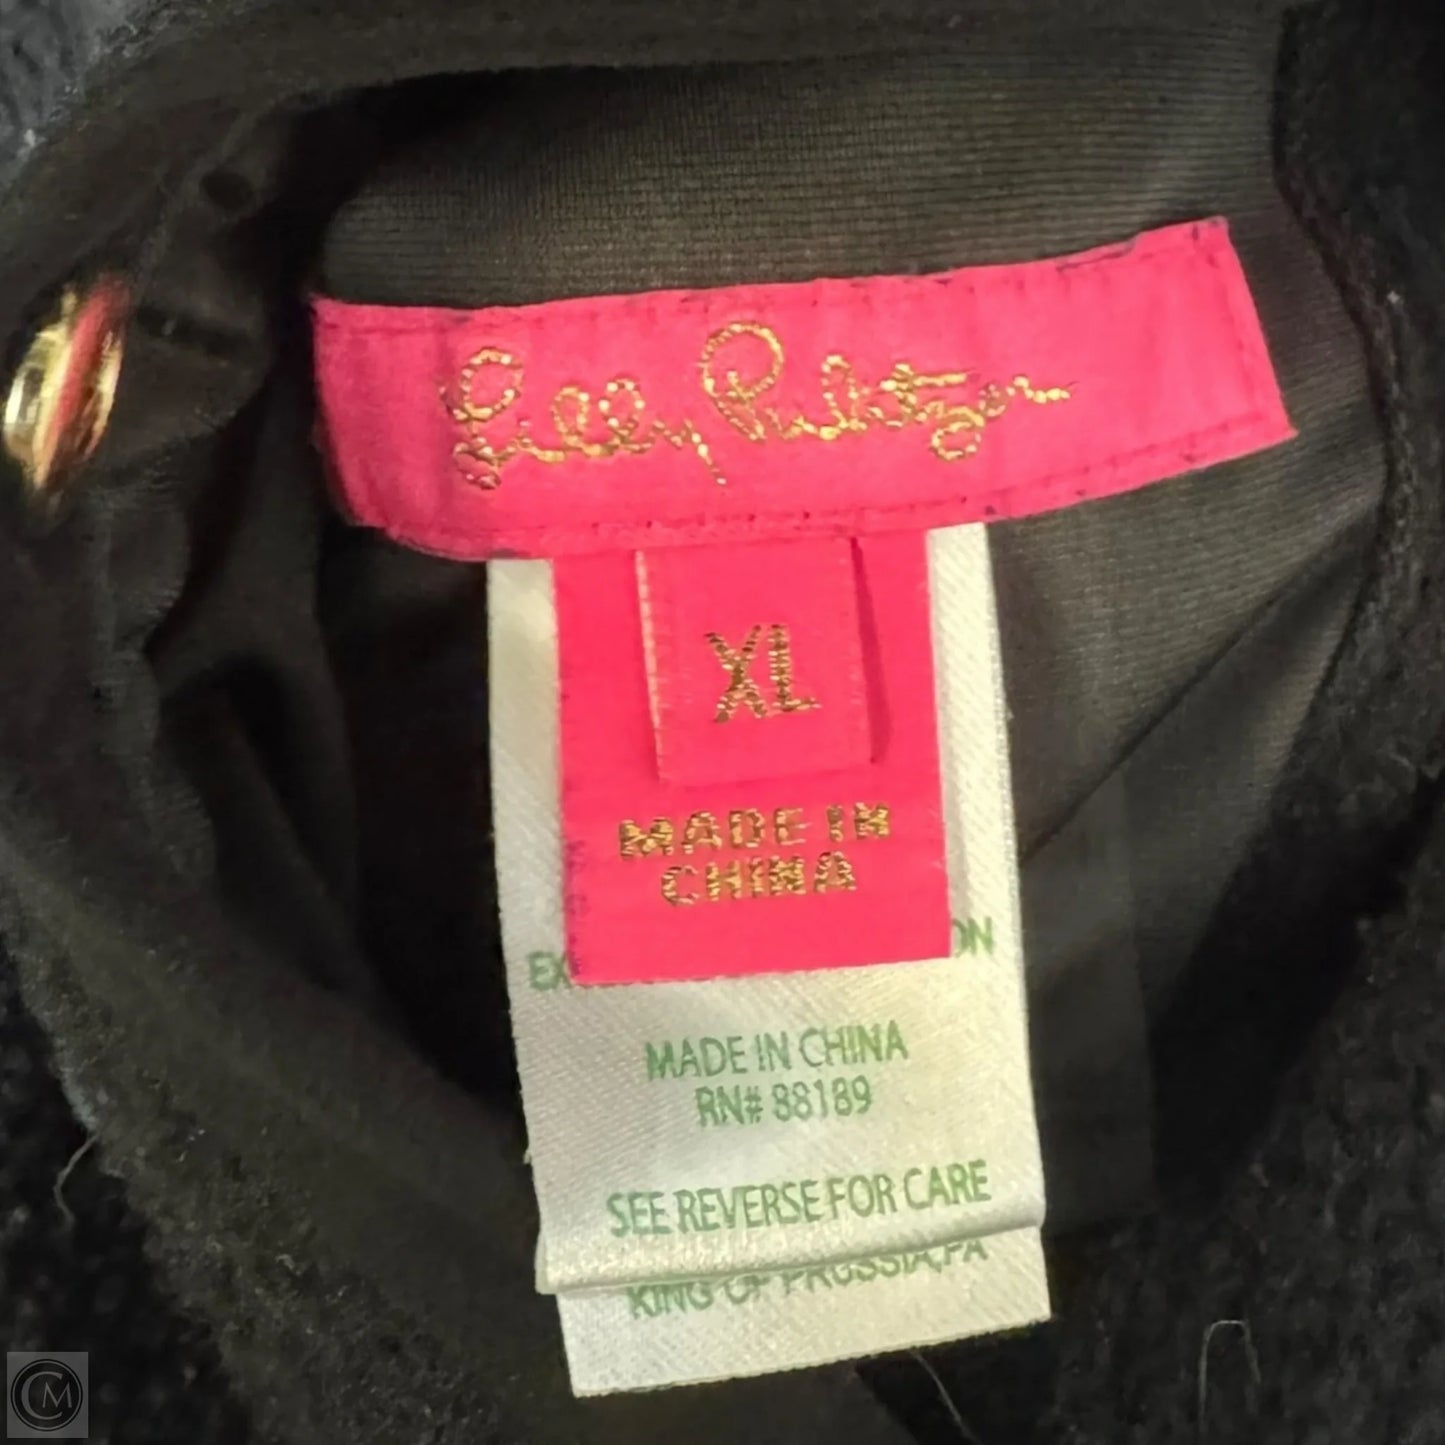 Lilly Pulitzer
XL
MADE IN
CHINA
MADE IN CHINA
RN# 88189
SEE REVERSE FOR CARE
KING OF PRUSSIA, PA
CM